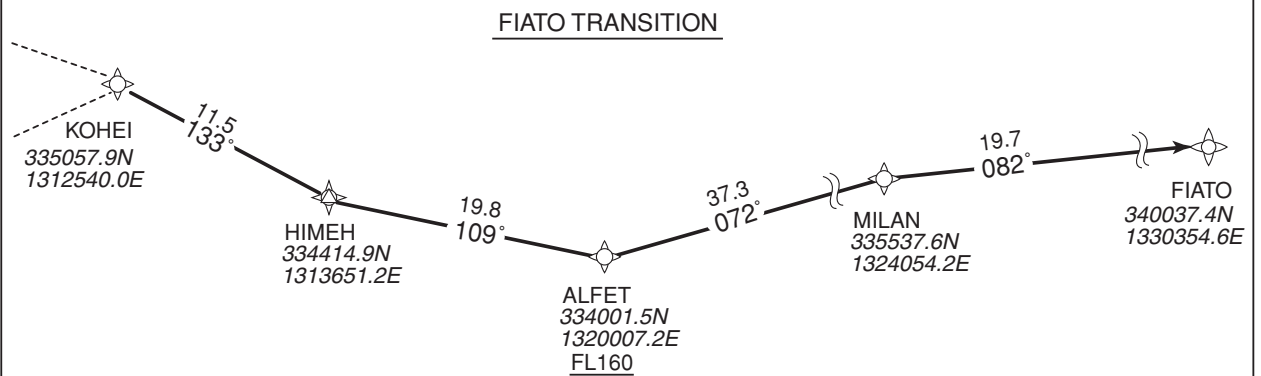 FIATO TRANSITION
KOHEI
335057.9N
1312540.0E
11.5
133°
HIMEH
334414.9N
1313651.2E
19.8
109°
ALFET
334001.5N
1320007.2E
FL160
37.3
072°
MILAN
335537.6N
1324054.2E
19.7
082°
FIATO
340037.4N
1330354.6E